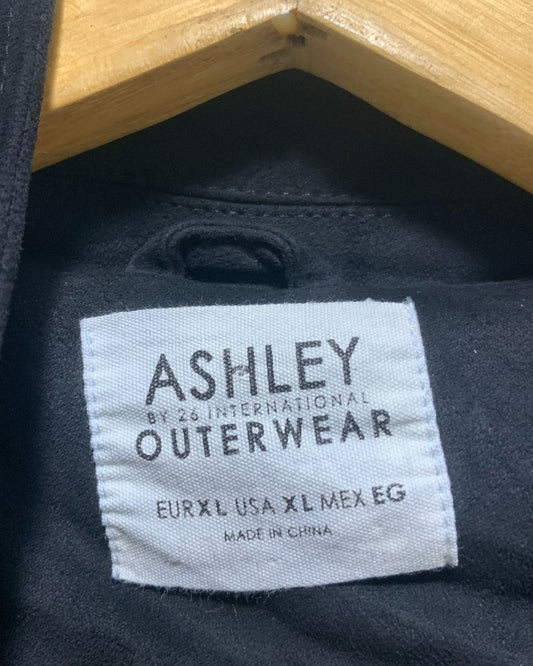 ASHLEY
BY 26 INTERNATIONAL
OUTERWEAR
EUR XL USA XL MEX EG
MADE IN CHINA